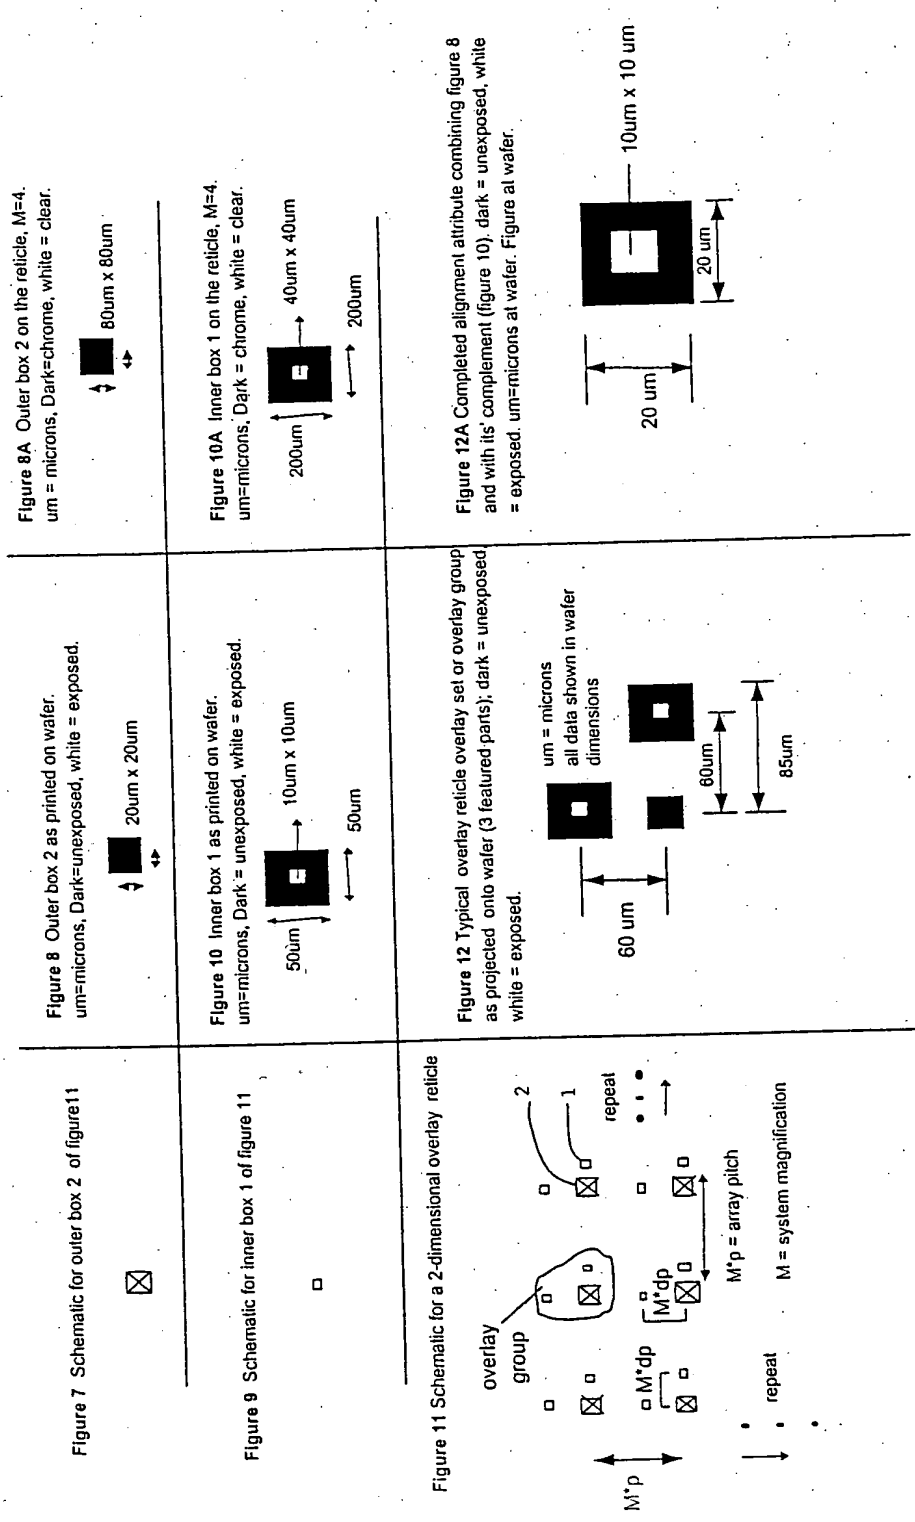 Figure 7 Schematic for outer box 2 of figure11
Figure 8 Outer box 2 as printed on wafer.
um=microns, Dark=unexposed, white = exposed.
20um x 20um
Figure 8A Outer box 2 on the reticle, M=4.
um = microns, Dark=chrome, white = clear.
80um x 80um
Figure 9 Schematic for inner box 1 of figure 11
Figure 10 Inner box 1 as printed on wafer.
um=microns, Dark = unexposed, white = exposed.
50um
10um x 10um
50um
Figure 10A Inner box 1 on the reticle, M=4.
um=microns, Dark = chrome, white = clear.
200um
40um x 40um
200um
Figure 11 Schematic for a 2-dimensional overlay reticle
overlay
group
2
1
repeat
M*dp
M*dp
M*p
M*p = array pitch
repeat
M = system magnification
Figure 12 Typical overlay reticle overlay set or overlay group
as projected onto wafer (3 featured parts); dark = unexposed,
white = exposed.
um = microns
all data shown in wafer
dimensions
60 um
60um
85um
Figure 12A Completed alignment attribute combining figure 8
and with its' complement (figure 10). dark = unexposed, white
= exposed. um=microns at wafer. Figure al wafer.
10um x 10 um
20 um
20 um